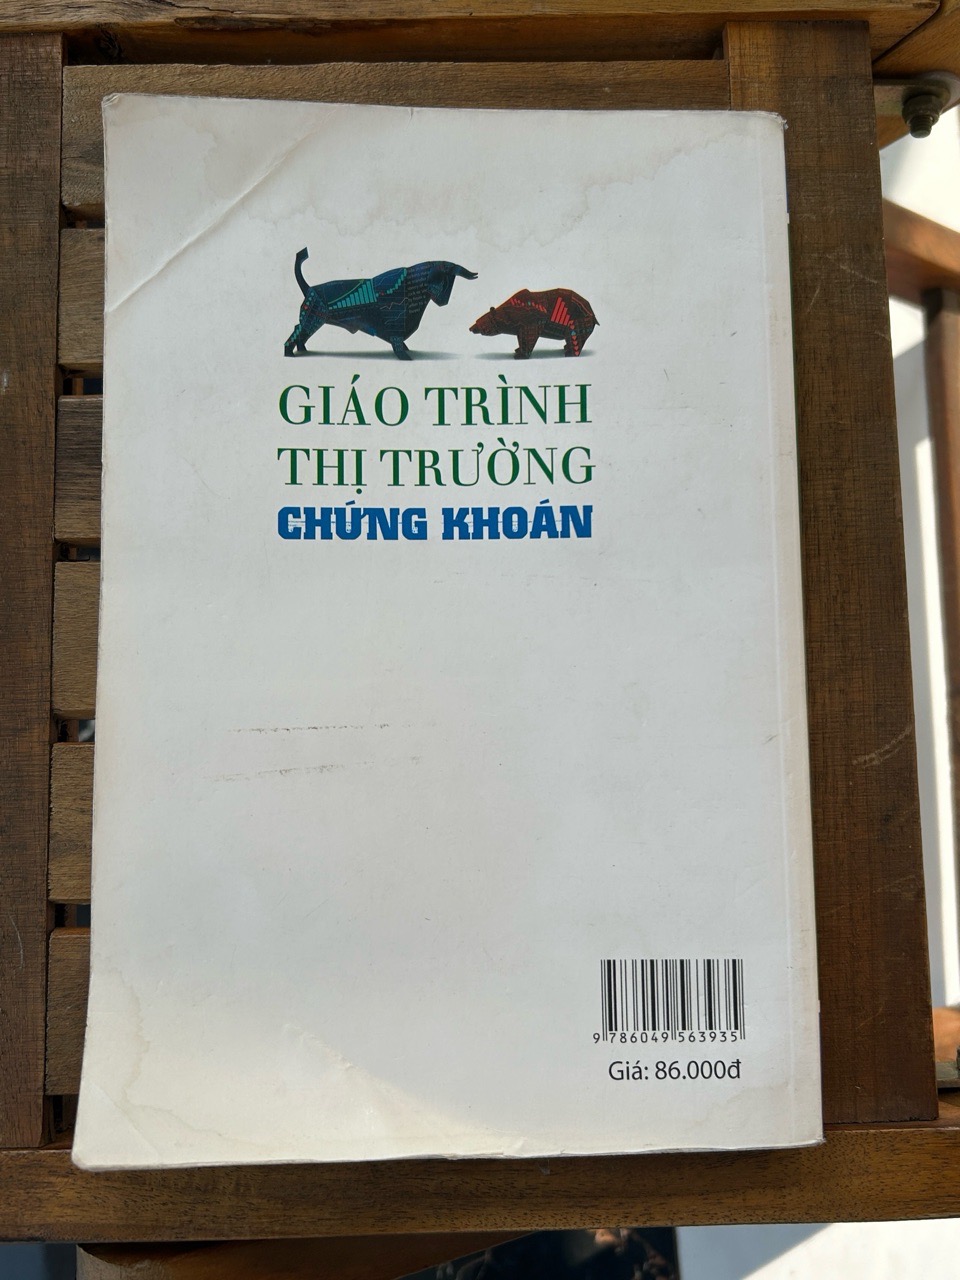 GIÁO TRÌNH
THỊ TRƯỜNG
CHỨNG KHOÁN
9 786049 563935
Giá: 86.000đ